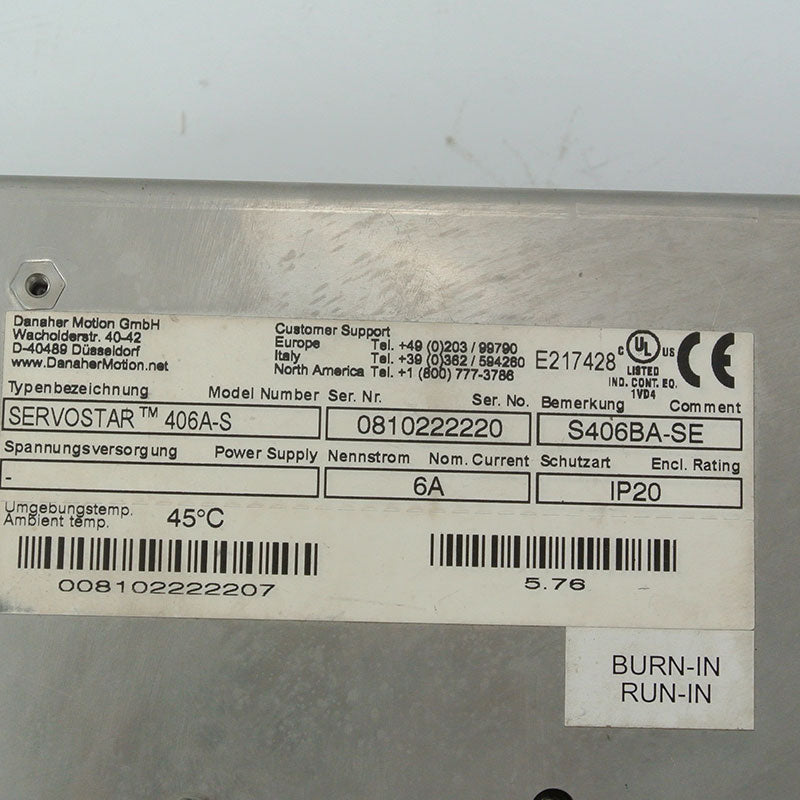 Danaher Motion GmbH
Wacholderstr. 40-42
D-40489 Düsseldorf
www.DanaherMotion.net
Customer Support
Europe Tel. +49 (0)203 / 99790
Italy Tel. +39 (0)362 / 594260
North America Tel. +1 (800) 777-3786
E217428
c UL US
LISTED
IND. CONT. EQ.
1VD4
CE
Typenbezeichnung Model Number Ser. Nr. Ser. No. Bemerkung Comment
SERVOSTAR™ 406A-S 0810222220 S406BA-SE
Spannungsversorgung Power Supply Nennstrom Nom. Current Schutzart Encl. Rating
- 6A IP20
Umgebungstemp.
Ambient temp. 45°C
008102222207 5.76
BURN-IN
RUN-IN